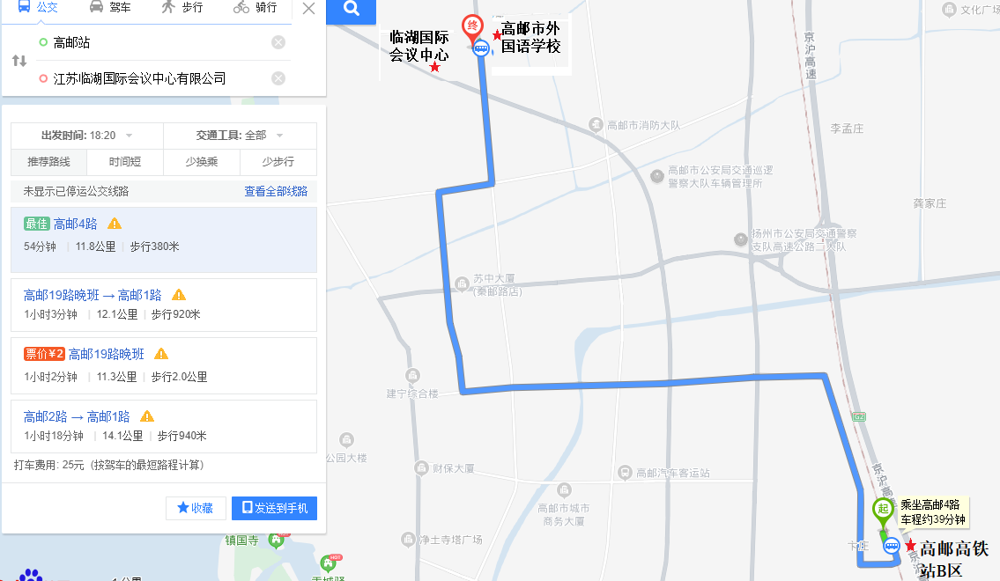 公交 驾车 步行 骑行
高邮站
江苏临湖国际会议中心有限公司
出发时间: 18:20 交通工具: 全部
推荐路线 时间短 少换乘 少步行
未显示已停运公交线路 查看全部线路
最佳 高邮4路
54分钟 | 11.8公里 | 步行380米
高邮19路晚班 → 高邮1路
1小时3分钟 | 12.1公里 | 步行920米
票价¥2 高邮19路晚班
1小时2分钟 | 11.3公里 | 步行2.0公里
高邮2路 → 高邮1路
1小时18分钟 | 14.1公里 | 步行940米
打车费用: 25元（按驾车的最短路程计算）
收藏 发送到手机
镇国寺
HOT
1公里
临湖国际
会议中心
终
高邮市外
国语学校
京沪高速
文化广场
高邮市消防大队
李孟庄
高邮市公安局交通巡逻
警察大队车辆管理所
龚家庄
扬州市公安局交通警察
支队高速公路二大队
苏中大厦
(秦邮路店)
建宁综合楼
G2
公园大楼
财保大厦
高邮汽车客运站
京沪高速
高邮市城市
商务大厦
起
乘坐高邮4路
车程约39分钟
净土寺塔广场
卞庄
高邮高铁
站B区
京沪